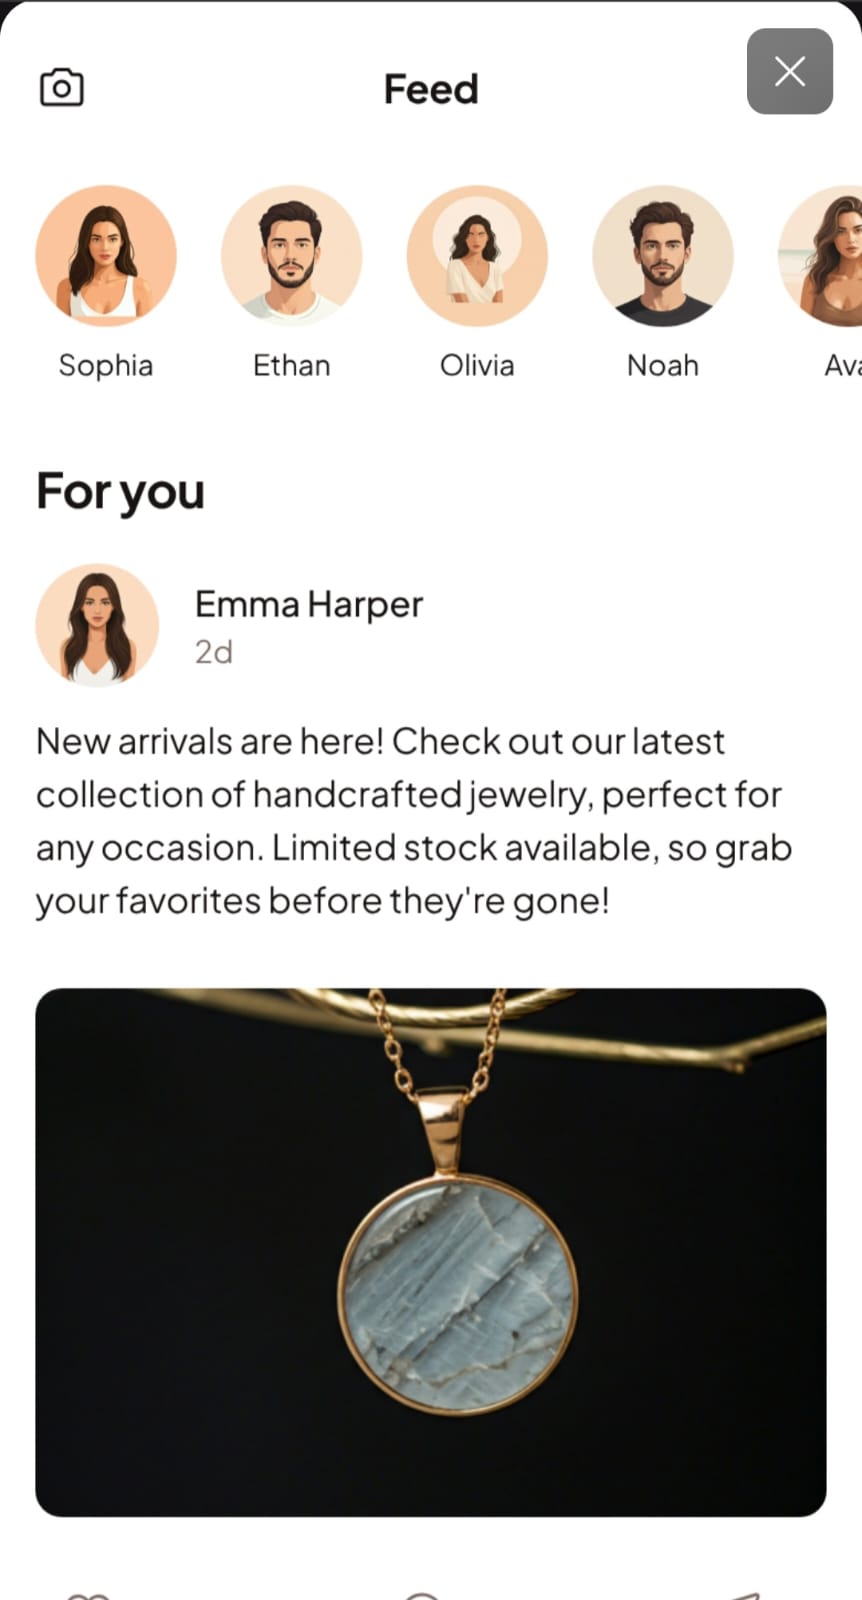 Feed
Sophia
Ethan
Olivia
Noah
Ava
For you
Emma Harper
2d
New arrivals are here! Check out our latest
collection of handcrafted jewelry, perfect for
any occasion. Limited stock available, so grab
your favorites before they're gone!